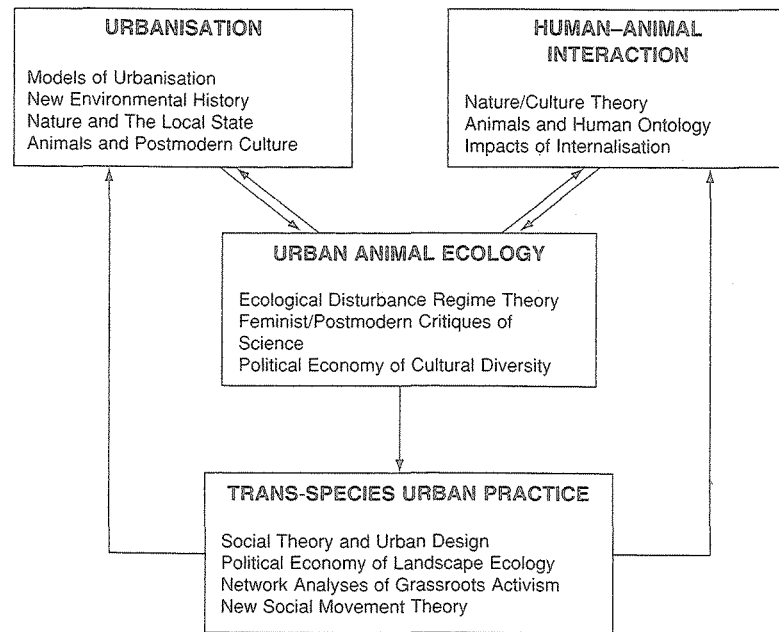 URBANISATION
Models of Urbanisation
New Environmental History
Nature and The Local State
Animals and Postmodern Culture
HUMAN–ANIMAL
INTERACTION
Nature/Culture Theory
Animals and Human Ontology
Impacts of Internalisation
URBAN ANIMAL ECOLOGY
Ecological Disturbance Regime Theory
Feminist/Postmodern Critiques of
Science
Political Economy of Cultural Diversity
TRANS-SPECIES URBAN PRACTICE
Social Theory and Urban Design
Political Economy of Landscape Ecology
Network Analyses of Grassroots Activism
New Social Movement Theory